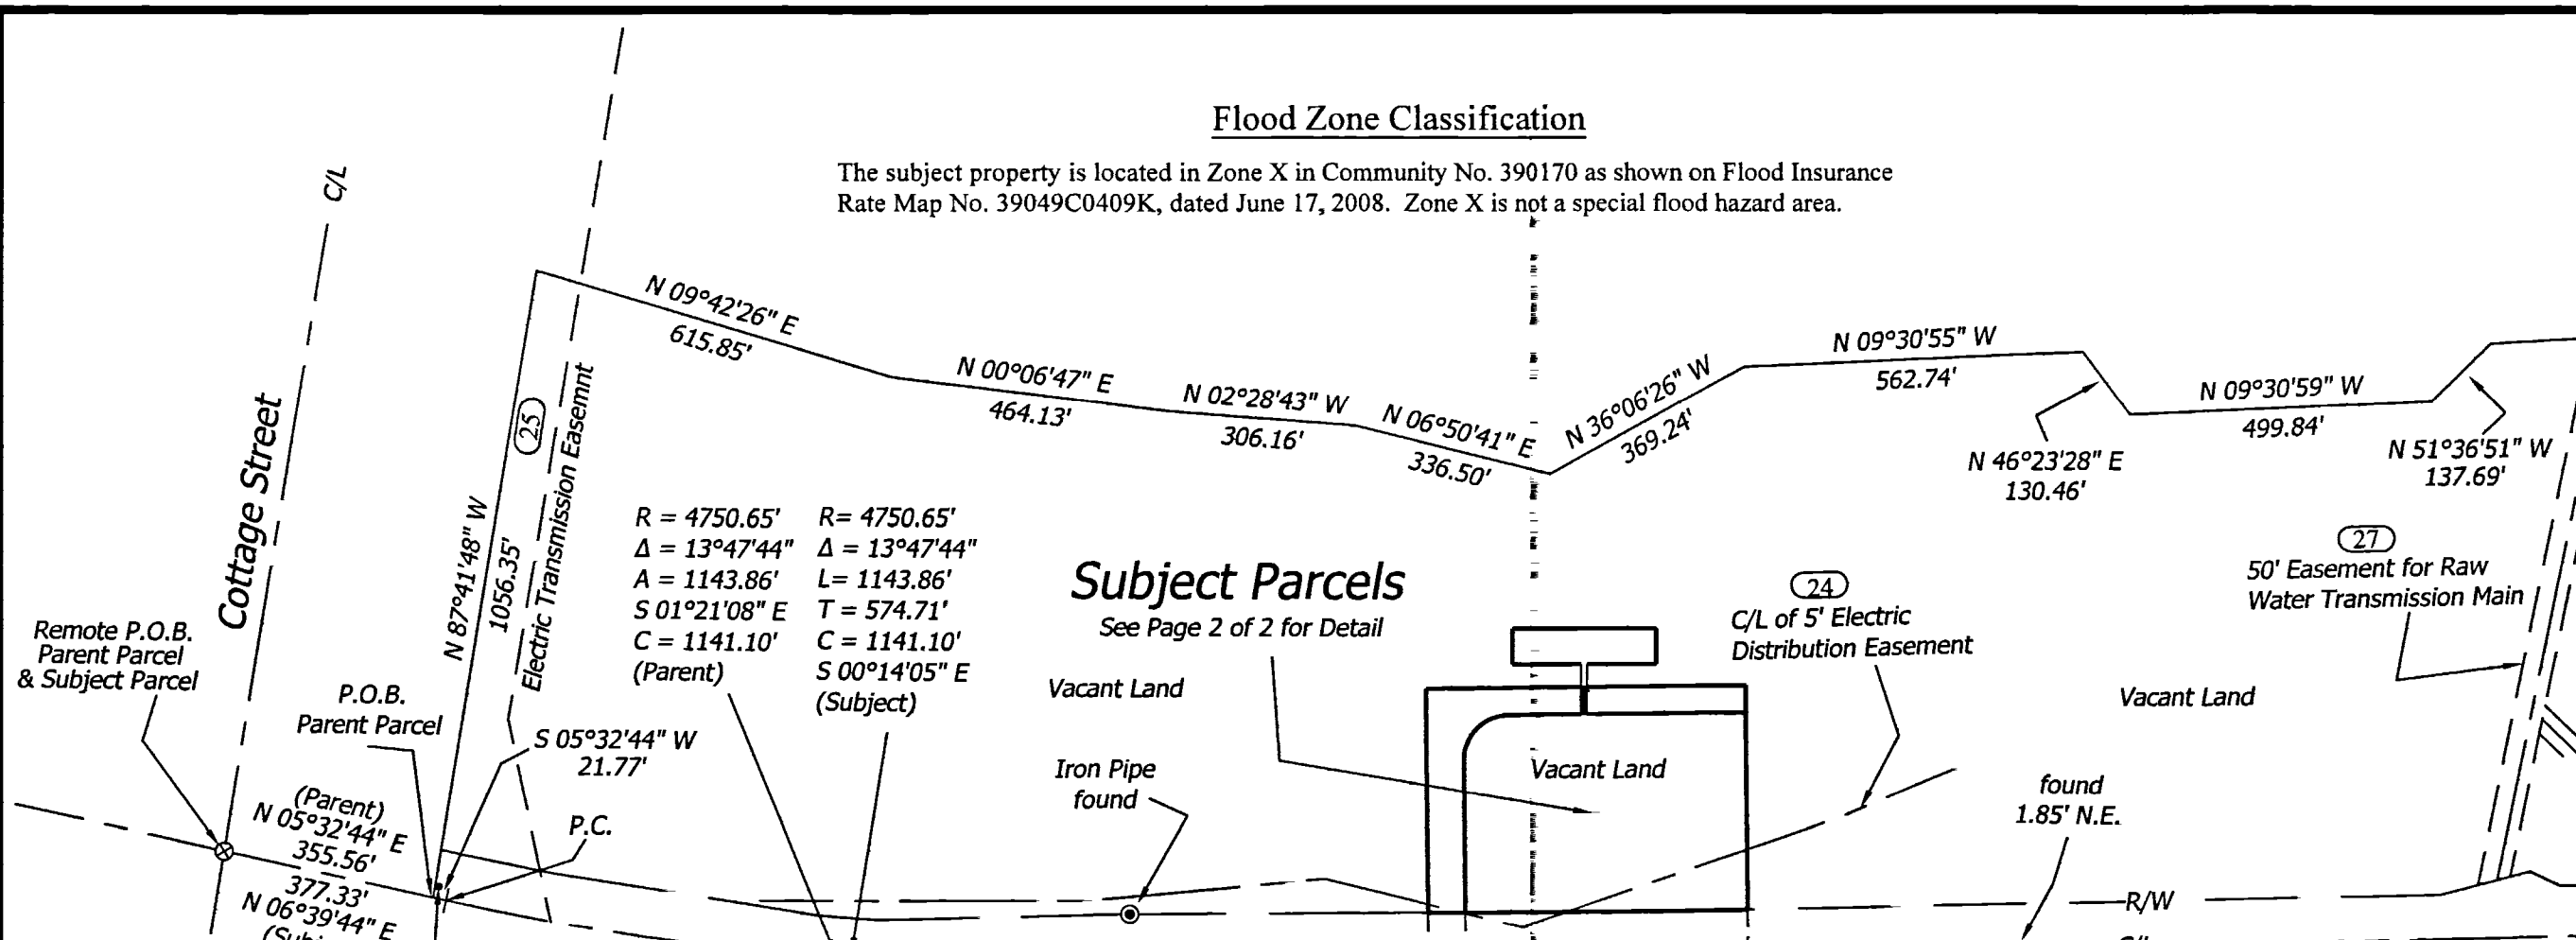 Flood Zone Classification
The subject property is located in Zone X in Community No. 390170 as shown on Flood Insurance
Rate Map No. 39049C0409K, dated June 17, 2008. Zone X is not a special flood hazard area.
C/L
Cottage Street
N 87°41'48" W
1056.35'
25
Electric Transmission Easemnt
N 09°42'26" E
615.85'
N 00°06'47" E
464.13'
N 02°28'43" W
306.16'
N 06°50'41" E
336.50'
N 36°06'26" W
369.24'
N 09°30'55" W
562.74'
N 46°23'28" E
130.46'
N 09°30'59" W
499.84'
N 51°36'51" W
137.69'
R = 4750.65'
Δ = 13°47'44"
A = 1143.86'
S 01°21'08" E
C = 1141.10'
(Parent)
R= 4750.65'
Δ = 13°47'44"
L= 1143.86'
T = 574.71'
C = 1141.10'
S 00°14'05" E
(Subject)
Subject Parcels
See Page 2 of 2 for Detail
Vacant Land
24
C/L of 5' Electric
Distribution Easement
27
50' Easement for Raw
Water Transmission Main
Vacant Land
Remote P.O.B.
Parent Parcel
& Subject Parcel
P.O.B.
Parent Parcel
S 05°32'44" W
21.77'
P.C.
Iron Pipe
found
Vacant Land
found
1.85' N.E.
(Parent)
N 05°32'44" E
355.56'
377.33'
N 06°39'44" E
R/W